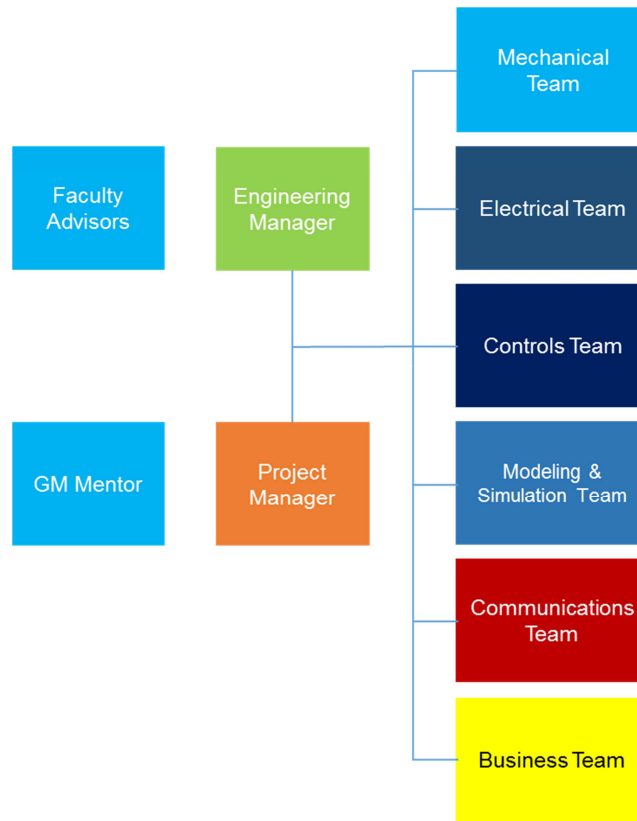 Mechanical
Team
Faculty
Advisors
Engineering
Manager
Electrical Team
Controls Team
GM Mentor
Project
Manager
Modeling &
Simulation Team
Communications
Team
Business Team